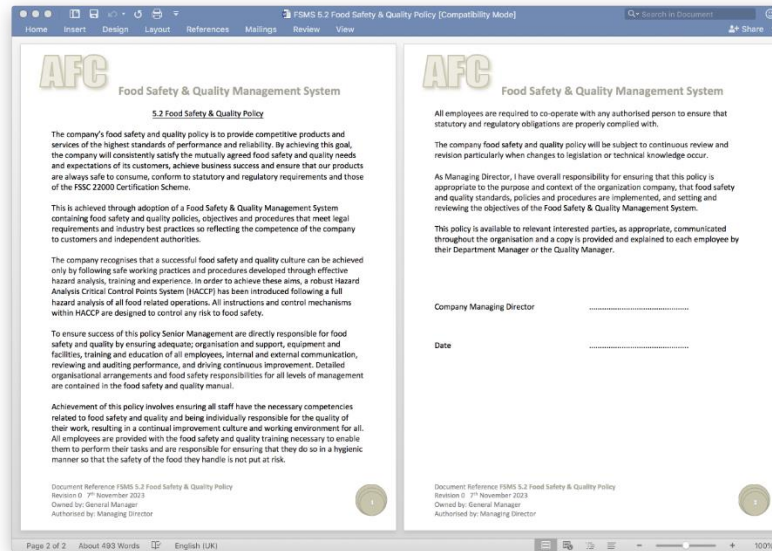 FSMS 5.2 Food Safety & Quality Policy [Compatibility Mode]
Search in Document
Home Insert Design Layout References Mailings Review View
Share
AFC
Food Safety & Quality Management System
5.2 Food Safety & Quality Policy
The company's food safety and quality policy is to provide competitive products and
services of the highest standards of performance and reliability. By achieving this goal,
the company will consistently satisfy the mutually agreed food safety and quality needs
and expectations of its customers, achieve business success and ensure that our products
are always safe to consume, conform to statutory and regulatory requirements and those
of the FSSC 22000 Certification Scheme.
This is achieved through adoption of a Food Safety & Quality Management System
containing food safety and quality policies, objectives and procedures that meet legal
requirements and industry best practices so reflecting the competence of the company
to customers and independent authorities.
The company recognises that a successful food safety and quality culture can be achieved
only by following safe working practices and procedures developed through effective
hazard analysis, training and experience. In order to achieve these aims, a robust Hazard
Analysis Critical Control Points System (HACCP) has been introduced following a full
hazard analysis of all food related operations. All instructions and control mechanisms
within HACCP are designed to control any risk to food safety.
To ensure success of this policy Senior Management are directly responsible for food
safety and quality by ensuring adequate; organisation and support, equipment and
facilities, training and education of all employees, internal and external communication,
reviewing and auditing performance, and driving continuous improvement. Detailed
organisational arrangements and food safety responsibilities for all levels of management
are contained in the food safety and quality manual.
Achievement of this policy involves ensuring all staff have the necessary competencies
related to food safety and quality and being individually responsible for the quality of
their work, resulting in a continual improvement culture and working environment for all.
All employees are provided with the food safety and quality training necessary to enable
them to perform their tasks and are responsible for ensuring that they do so in a hygienic
manner so that the safety of the food they handle is not put at risk.
Document Reference FSMS 5.2 Food Safety & Quality Policy
Revision 0 7th November 2023
Owned by: General Manager
Authorised by: Managing Director
AFC
Food Safety & Quality Management System
All employees are required to co-operate with any authorised person to ensure that
statutory and regulatory obligations are properly complied with.
The company food safety and quality policy will be subject to continuous review and
revision particularly when changes to legislation or technical knowledge occur.
As Managing Director, I have overall responsibility for ensuring that this policy is
appropriate to the purpose and context of the organization company, that food safety
and quality standards, policies and procedures are implemented, and setting and
reviewing the objectives of the Food Safety & Quality Management System.
This policy is available to relevant interested parties, as appropriate, communicated
throughout the organisation and a copy is provided and explained to each employee by
their Department Manager or the Quality Manager.
Company Managing Director ................................................
Date ................................................
Document Reference FSMS 5.2 Food Safety & Quality Policy
Revision 0 7th November 2023
Owned by: General Manager
Authorised by: Managing Director
Page 2 of 2 About 493 Words English (UK) 100%